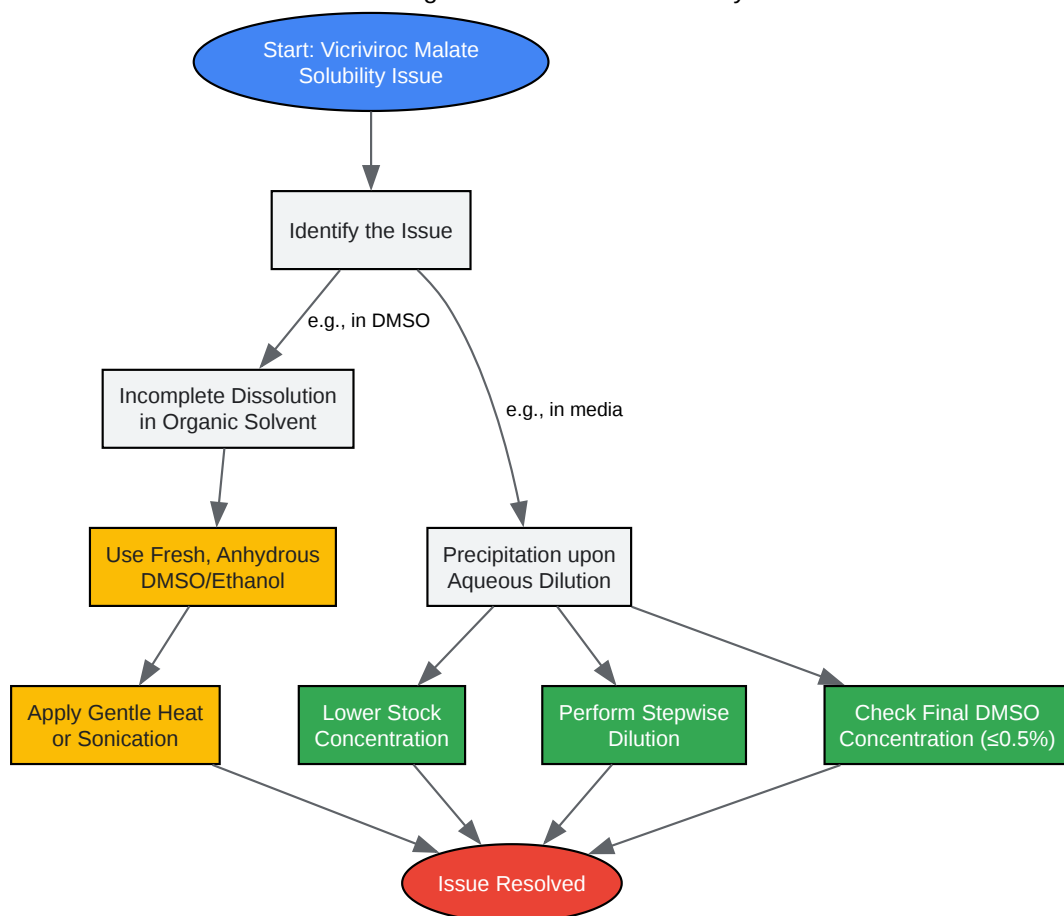 Start: Vicriviroc Malate
Solubility Issue
Identify the Issue
e.g., in DMSO
Incomplete Dissolution
in Organic Solvent
e.g., in media
Use Fresh, Anhydrous
DMSO/Ethanol
Precipitation upon
Aqueous Dilution
Apply Gentle Heat
or Sonication
Lower Stock
Concentration
Perform Stepwise
Dilution
Check Final DMSO
Concentration (≤0.5%)
Issue Resolved